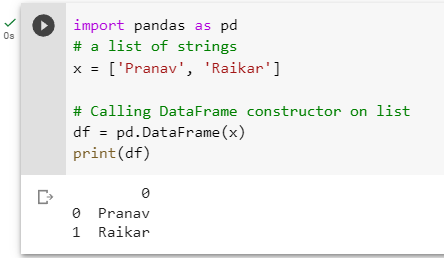 import pandas as pd
0s
# a list of strings
x = ['Pranav', 'Raikar']
# Calling DataFrame constructor on list
df = pd.DataFrame(x)
print(df)
0
0 Pranav
1 Raikar